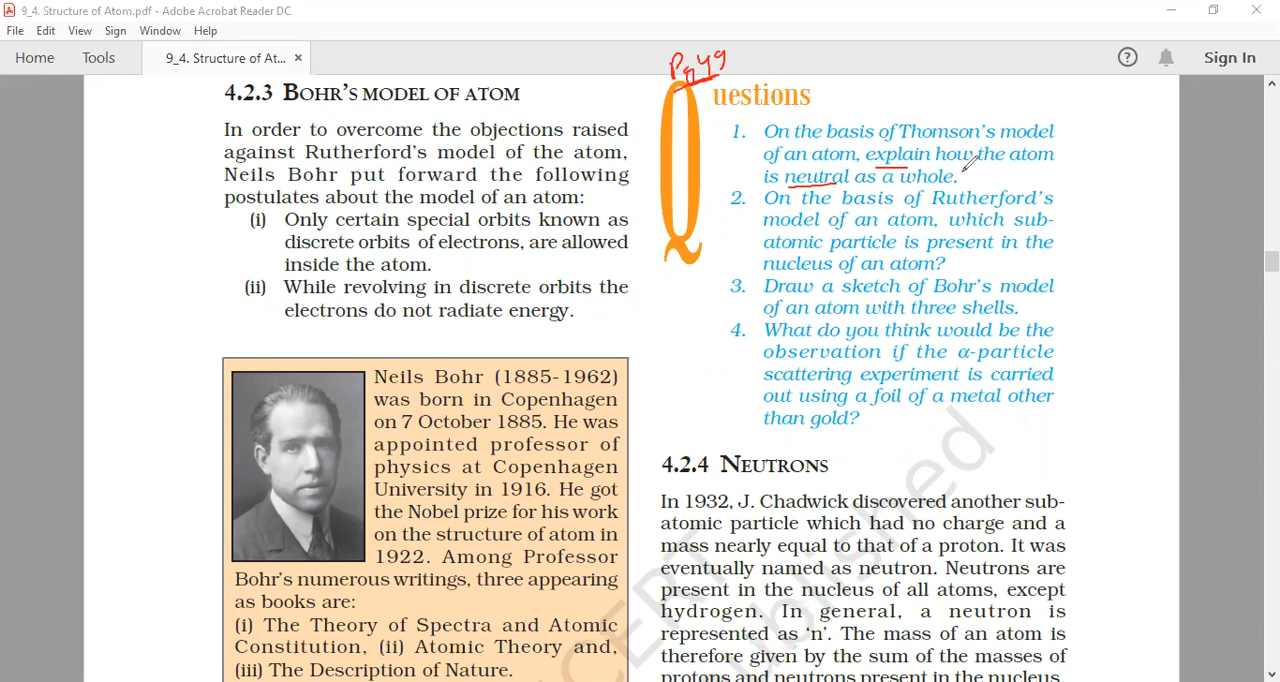 9_4. Structure of Atom.pdf - Adobe Acrobat Reader DC
File Edit View Sign Window Help
Home Tools 9_4. Structure of At... × Sign In
4.2.3 BOHR'S MODEL OF ATOM
In order to overcome the objections raised
against Rutherford's model of the atom,
Neils Bohr put forward the following
postulates about the model of an atom:
(i) Only certain special orbits known as
discrete orbits of electrons, are allowed
inside the atom.
(ii) While revolving in discrete orbits the
electrons do not radiate energy.
Neils Bohr (1885-1962)
was born in Copenhagen
on 7 October 1885. He was
appointed professor of
physics at Copenhagen
University in 1916. He got
the Nobel prize for his work
on the structure of atom in
1922. Among Professor
Bohr's numerous writings, three appearing
as books are:
(i) The Theory of Spectra and Atomic
Constitution, (ii) Atomic Theory and,
(iii) The Description of Nature.
Pg 49
Questions
1. On the basis of Thomson's model
of an atom, explain how the atom
is neutral as a whole.
2. On the basis of Rutherford's
model of an atom, which sub-
atomic particle is present in the
nucleus of an atom?
3. Draw a sketch of Bohr's model
of an atom with three shells.
4. What do you think would be the
observation if the α-particle
scattering experiment is carried
out using a foil of a metal other
than gold?
4.2.4 NEUTRONS
In 1932, J. Chadwick discovered another sub-
atomic particle which had no charge and a
mass nearly equal to that of a proton. It was
eventually named as neutron. Neutrons are
present in the nucleus of all atoms, except
hydrogen. In general, a neutron is
represented as 'n'. The mass of an atom is
therefore given by the sum of the masses of
protons and neutrons present in the nucleus.